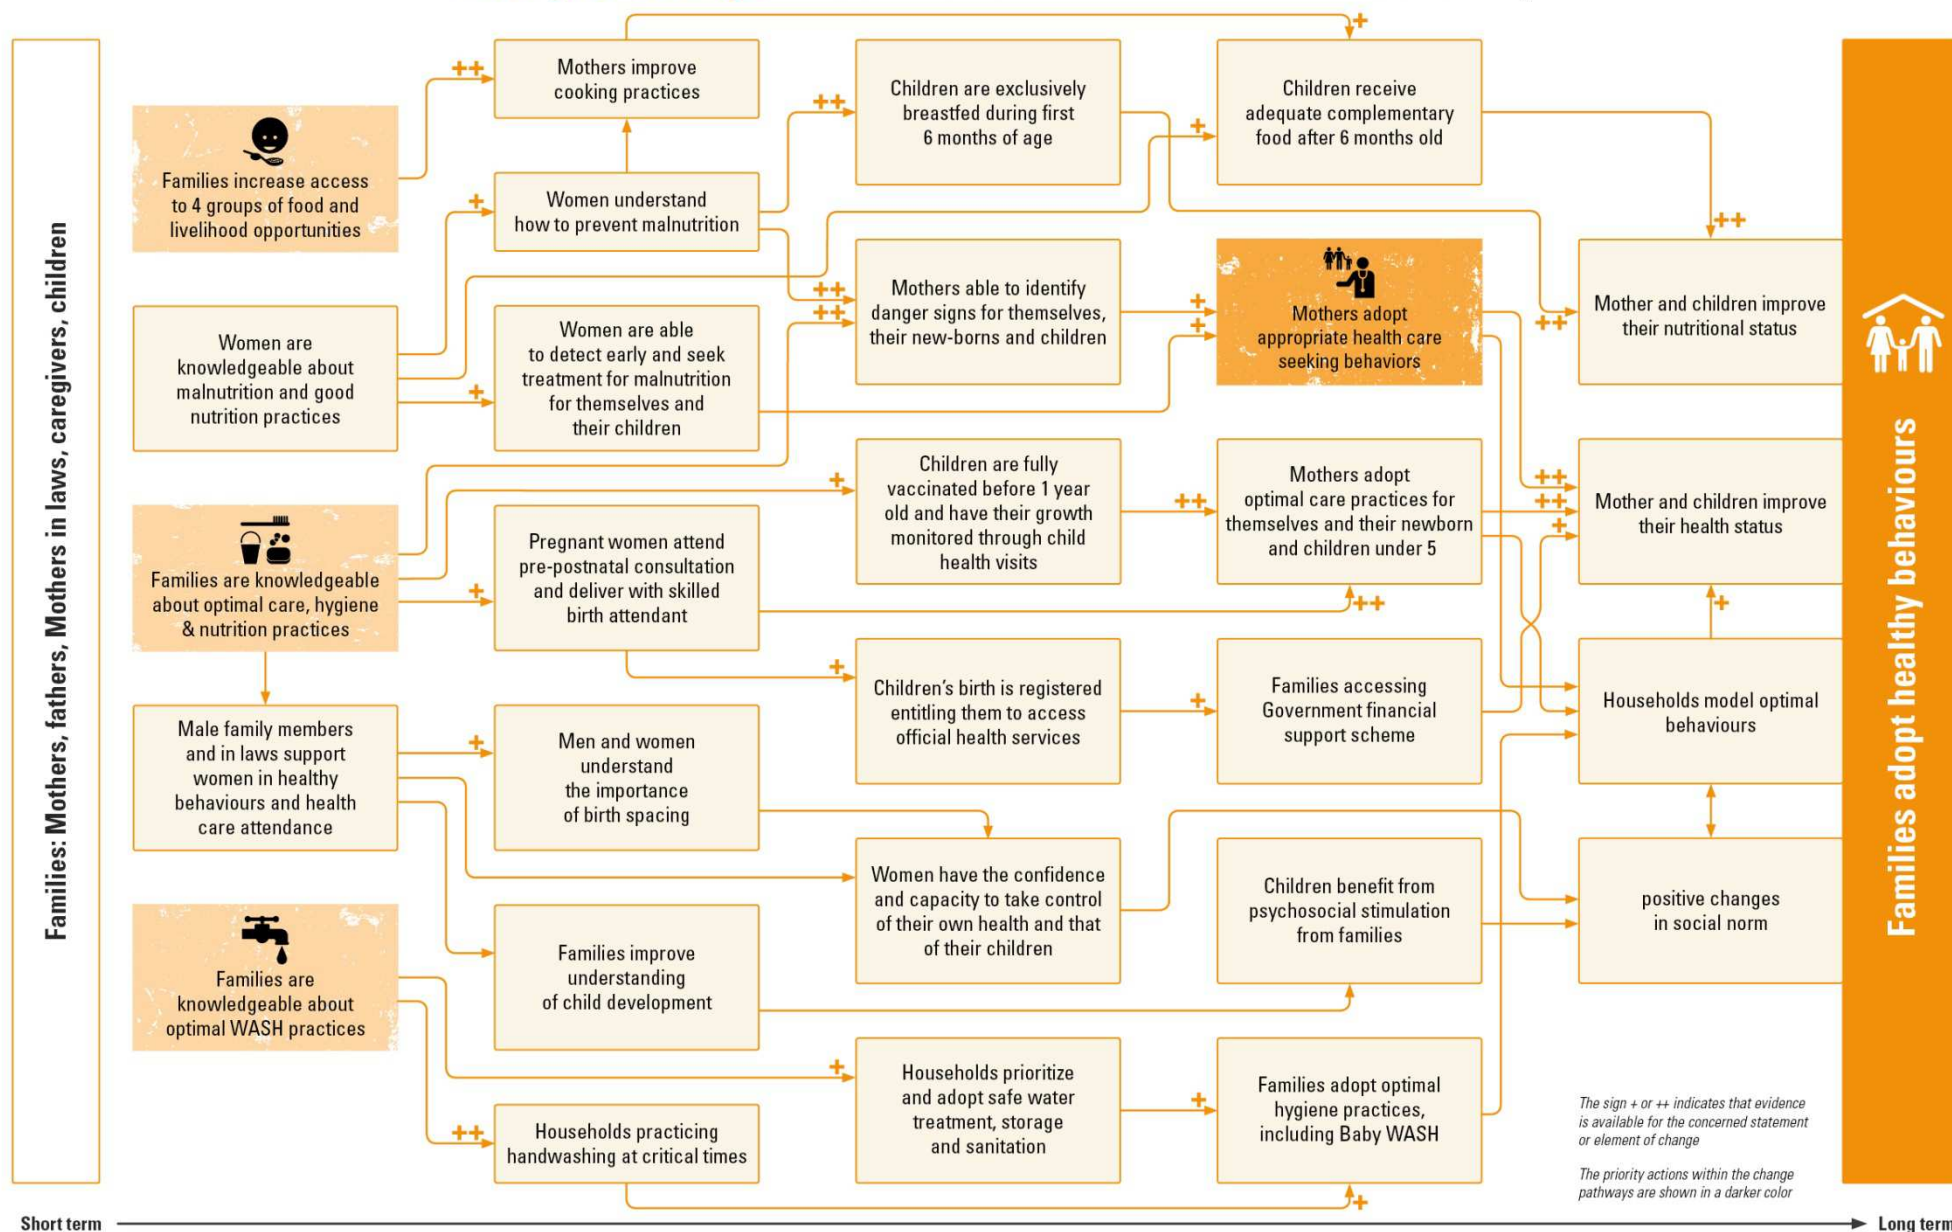 Families: Mothers, fathers, Mothers in laws, caregivers, children
Families increase access
to 4 groups of food and
livelihood opportunities
Women are
knowledgeable about
malnutrition and good
nutrition practices
Families are knowledgeable
about optimal care, hygiene
& nutrition practices
Male family members
and in laws support
women in healthy
behaviours and health
care attendance
Families are
knowledgeable about
optimal WASH practices
++
Mothers improve
cooking practices
+
Women understand
how to prevent malnutrition
+
Women are able
to detect early and seek
treatment for malnutrition
for themselves and
their children
+
Pregnant women attend
pre-postnatal consultation
and deliver with skilled
birth attendant
+
Men and women
understand
the importance
of birth spacing
Families improve
understanding
of child development
++
Households practicing
handwashing at critical times
++
Children are exclusively
breastfed during first
6 months of age
++
++
Mothers able to identify
danger signs for themselves,
their new-borns and children
+
Children are fully
vaccinated before 1 year
old and have their growth
monitored through child
health visits
+
Children's birth is registered
entitling them to access
official health services
Women have the confidence
and capacity to take control
of their own health and that
of their children
+
Households prioritize
and adopt safe water
treatment, storage
and sanitation
+
+
Children receive
adequate complementary
food after 6 months old
+
+
Mothers adopt
appropriate health care
seeking behaviors
++
Mothers adopt
optimal care practices for
themselves and their newborn
and children under 5
++
+
Families accessing
Government financial
support scheme
Children benefit from
psychosocial stimulation
from families
+
Families adopt optimal
hygiene practices,
including Baby WASH
+
++
++
Mother and children improve
their nutritional status
++
++
+
Mother and children improve
their health status
+
Households model optimal
behaviours
positive changes
in social norm
The sign + or ++ indicates that evidence
is available for the concerned statement
or element of change
The priority actions within the change
pathways are shown in a darker color
Families adopt healthy behaviours
Short term
Long term